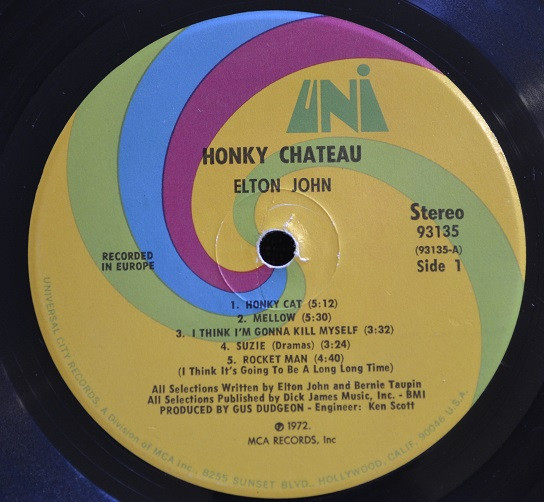 UNI
HONKY CHATEAU
ELTON JOHN
Stereo
93135
(93135-A)
Side 1
RECORDED
IN EUROPE
1. HONKY CAT (5:12)
2. MELLOW (5:30)
3. I THINK I'M GONNA KILL MYSELF (3:32)
4. SUZIE (Dramas) (3:24)
5. ROCKET MAN (4:40)
(I Think It's Going To Be A Long Long Time)
All Selections Written by Elton John and Bernie Taupin
All Selections Published by Dick James Music, Inc. - BMI
PRODUCED BY GUS DUDGEON - Engineer: Ken Scott
℗ 1972.
MCA RECORDS, Inc
UNIVERSAL CITY RECORDS, A Division of MCA Inc., 8255 SUNSET BLVD., HOLLYWOOD, CALIF. 90046 U.S.A.